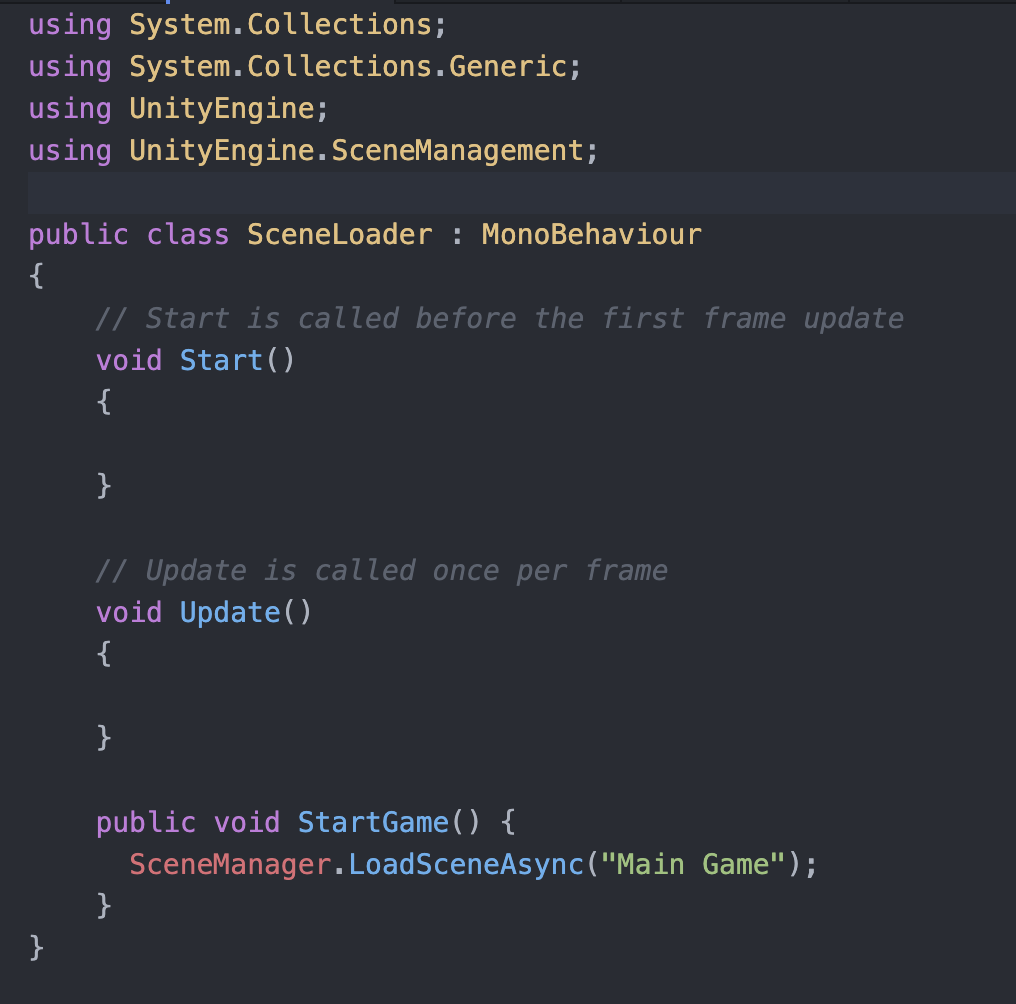 using System.Collections;
using System.Collections.Generic;
using UnityEngine;
using UnityEngine.SceneManagement;
public class SceneLoader : MonoBehaviour
{
// Start is called before the first frame update
void Start()
{
}
// Update is called once per frame
void Update()
{
}
public void StartGame() {
SceneManager.LoadSceneAsync("Main Game");
}
}